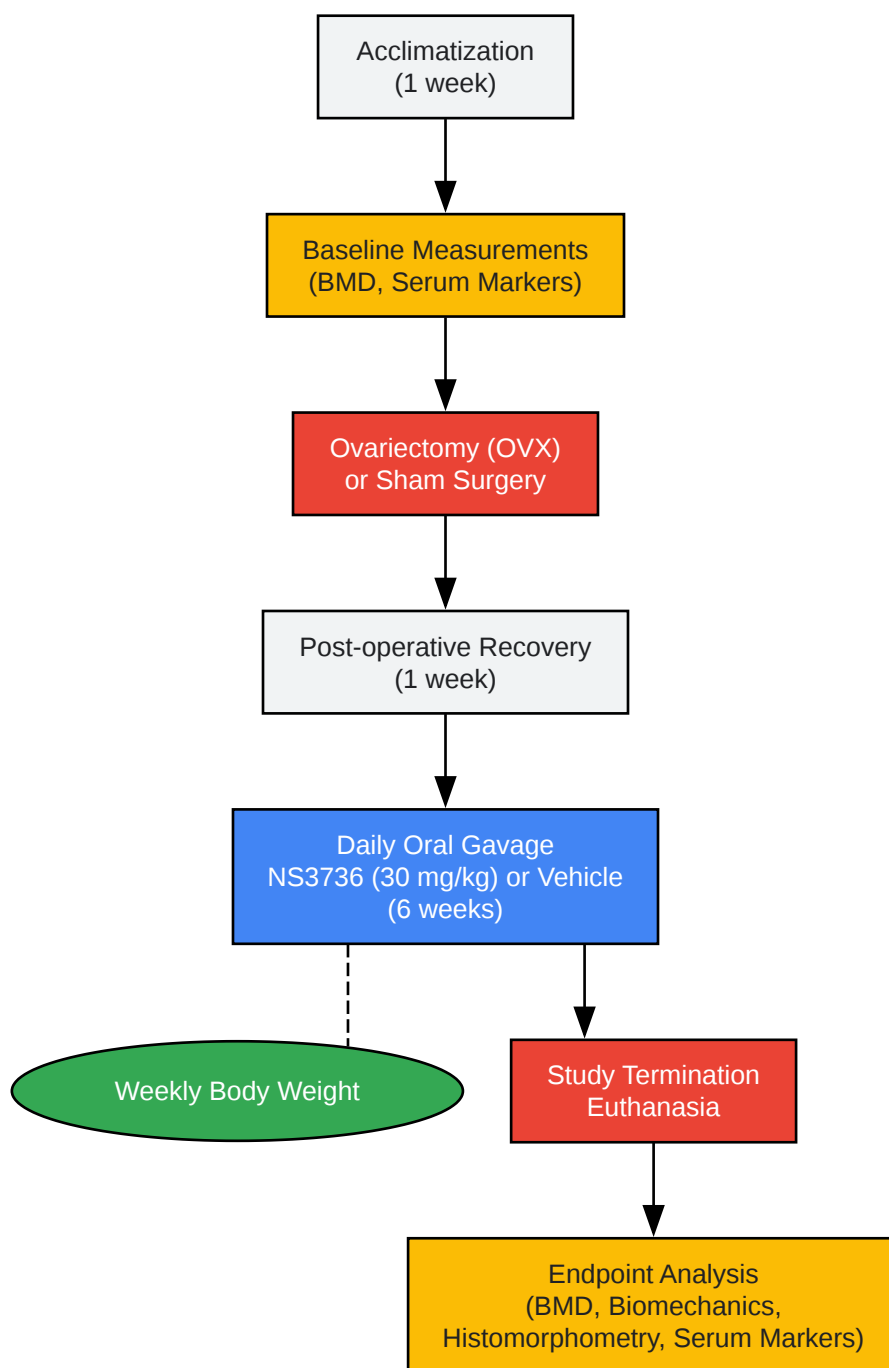 Acclimatization
(1 week)
Baseline Measurements
(BMD, Serum Markers)
Ovariectomy (OVX)
or Sham Surgery
Post-operative Recovery
(1 week)
Daily Oral Gavage
NS3736 (30 mg/kg) or Vehicle
(6 weeks)
Weekly Body Weight
Study Termination
Euthanasia
Endpoint Analysis
(BMD, Biomechanics,
Histomorphometry, Serum Markers)